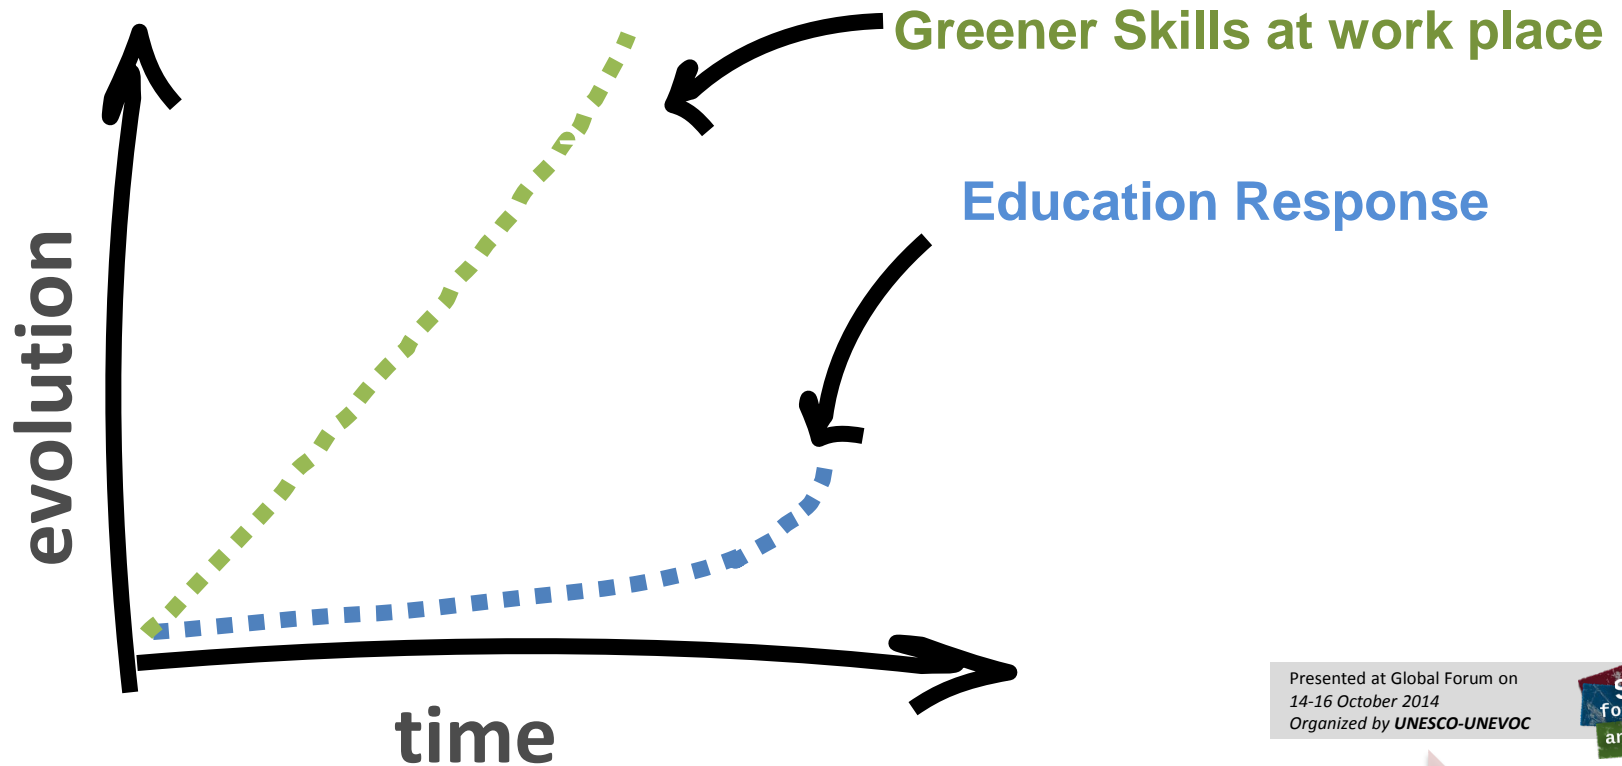 Greener Skills at work place
Education Response
evolution
time
Presented at Global Forum on
14-16 October 2014
Organized by UNESCO-UNEVOC